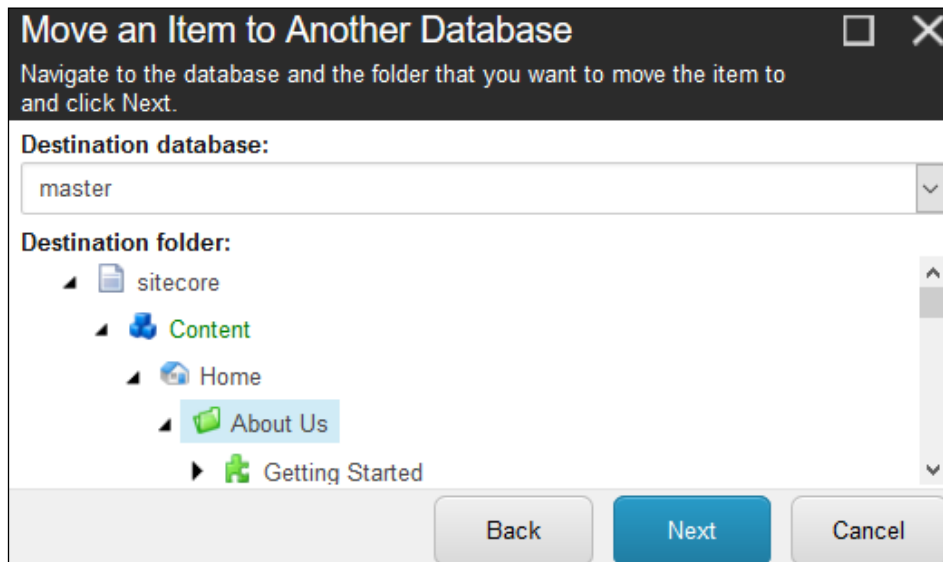 Move an Item to Another Database
Navigate to the database and the folder that you want to move the item to
and click Next.
Destination database:
master
Destination folder:
sitecore
Content
Home
About Us
Getting Started
Back Next Cancel